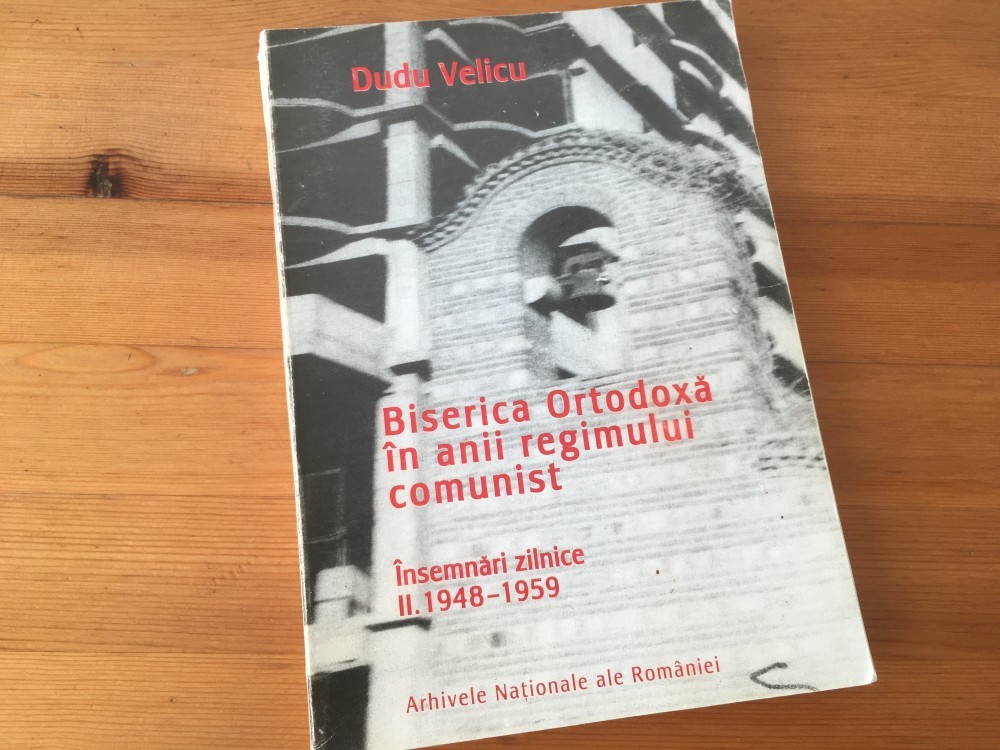 Dudu Velicu
Biserica Ortodoxă
în anii regimului
comunist
Însemnări zilnice
II. 1948–1959
Arhivele Naționale ale României